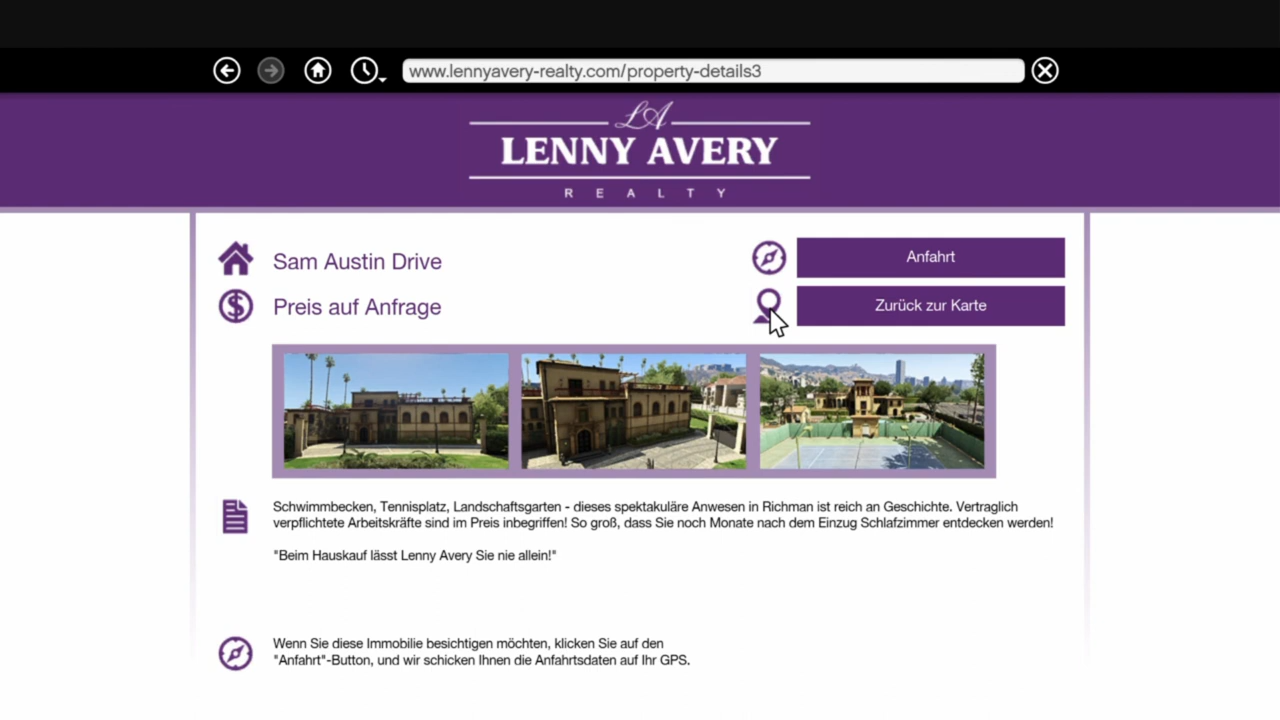 www.lennyavery-realty.com/property-details3
LA
LENNY AVERY
REALTY
Sam Austin Drive
Anfahrt
Preis auf Anfrage
Zurück zur Karte
Schwimmbecken, Tennisplatz, Landschaftsgarten - dieses spektakuläre Anwesen in Richman ist reich an Geschichte. Vertraglich
verpflichtete Arbeitskräfte sind im Preis inbegriffen! So groß, dass Sie noch Monate nach dem Einzug Schlafzimmer entdecken werden!
"Beim Hauskauf lässt Lenny Avery Sie nie allein!"
Wenn Sie diese Immobilie besichtigen möchten, klicken Sie auf den
"Anfahrt"-Button, und wir schicken Ihnen die Anfahrtsdaten auf Ihr GPS.